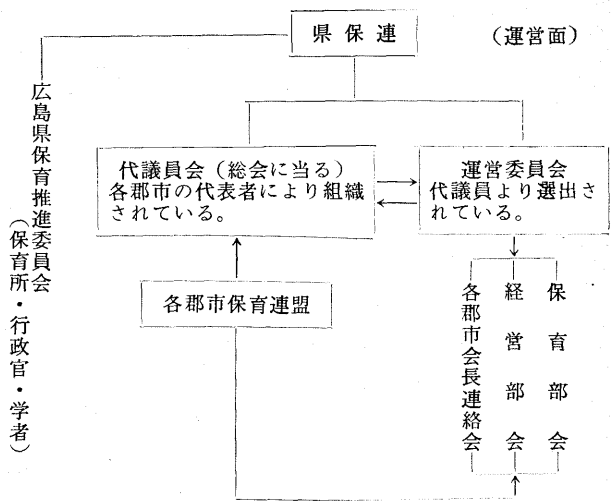 県保連
(運営面)
広島県保育推進委員会
(保育所・行政官・学者)
代議員会(総会に当る)
各郡市の代表者により組織
されている。
運営委員会
代議員より選出さ
れている。
各郡市保育連盟
保育部会
経営部会
各郡市会長連絡会